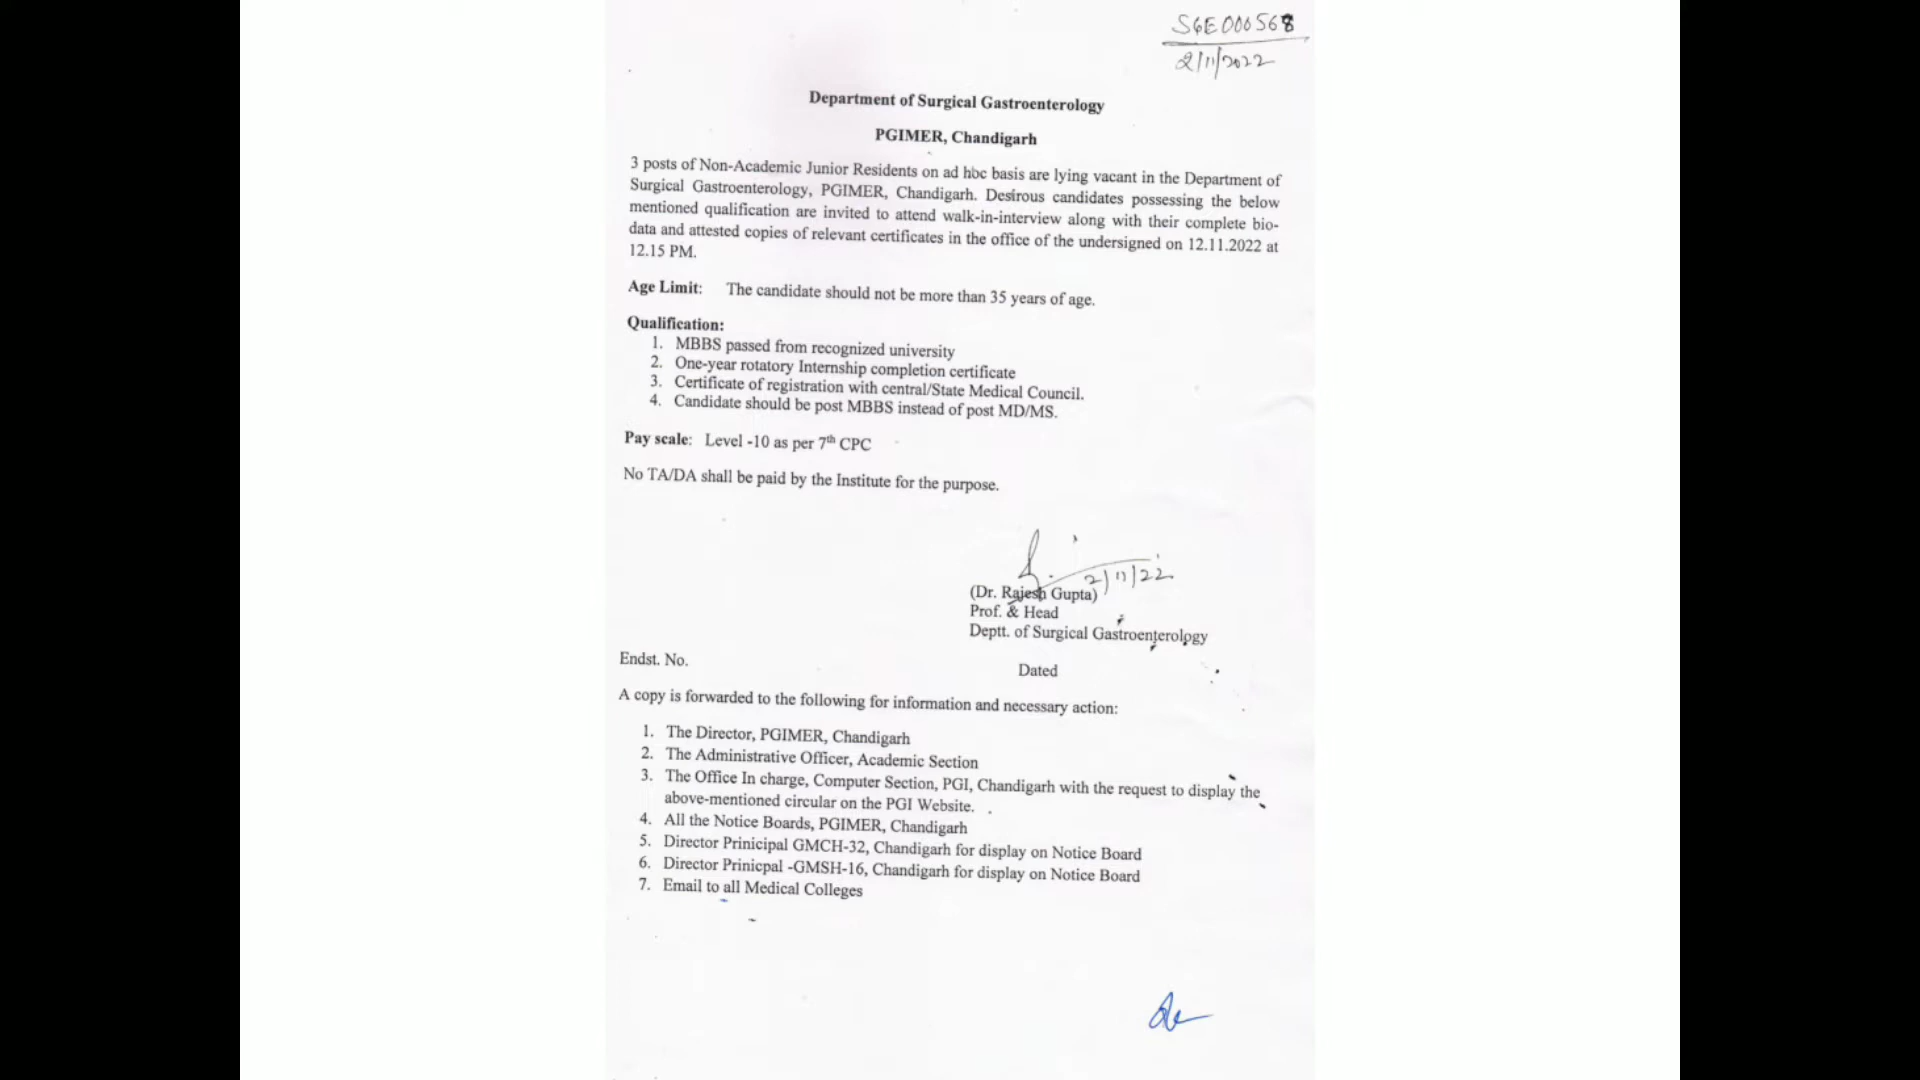 SGE000568
2/11/2022
Department of Surgical Gastroenterology
PGIMER, Chandigarh
3 posts of Non-Academic Junior Residents on ad hoc basis are lying vacant in the Department of
Surgical Gastroenterology, PGIMER, Chandigarh. Desirous candidates possessing the below
mentioned qualification are invited to attend walk-in-interview along with their complete bio-
data and attested copies of relevant certificates in the office of the undersigned on 12.11.2022 at
12.15 PM.
Age Limit: The candidate should not be more than 35 years of age.
Qualification:
1. MBBS passed from recognized university
2. One-year rotatory Internship completion certificate
3. Certificate of registration with central/State Medical Council.
4. Candidate should be post MBBS instead of post MD/MS.
Pay scale: Level -10 as per 7th CPC
No TA/DA shall be paid by the Institute for the purpose.
2/11/22
(Dr. Rajesh Gupta)
Prof. & Head
Deptt. of Surgical Gastroenterology
Endst. No. Dated
A copy is forwarded to the following for information and necessary action:
1. The Director, PGIMER, Chandigarh
2. The Administrative Officer, Academic Section
3. The Office In charge, Computer Section, PGI, Chandigarh with the request to display the
above-mentioned circular on the PGI Website.
4. All the Notice Boards, PGIMER, Chandigarh
5. Director Prinicipal GMCH-32, Chandigarh for display on Notice Board
6. Director Prinicpal -GMSH-16, Chandigarh for display on Notice Board
7. Email to all Medical Colleges